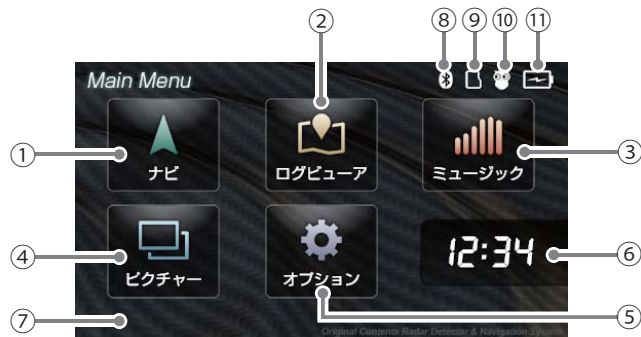 ② ⑧ ⑨ ⑩ ⑪
Main Menu
① ナビ ログビューア ミュージック ③
④ ピクチャー オプション 12:34 ⑥
⑦ ⑤
Original Contents Radar Detector & Navigation System